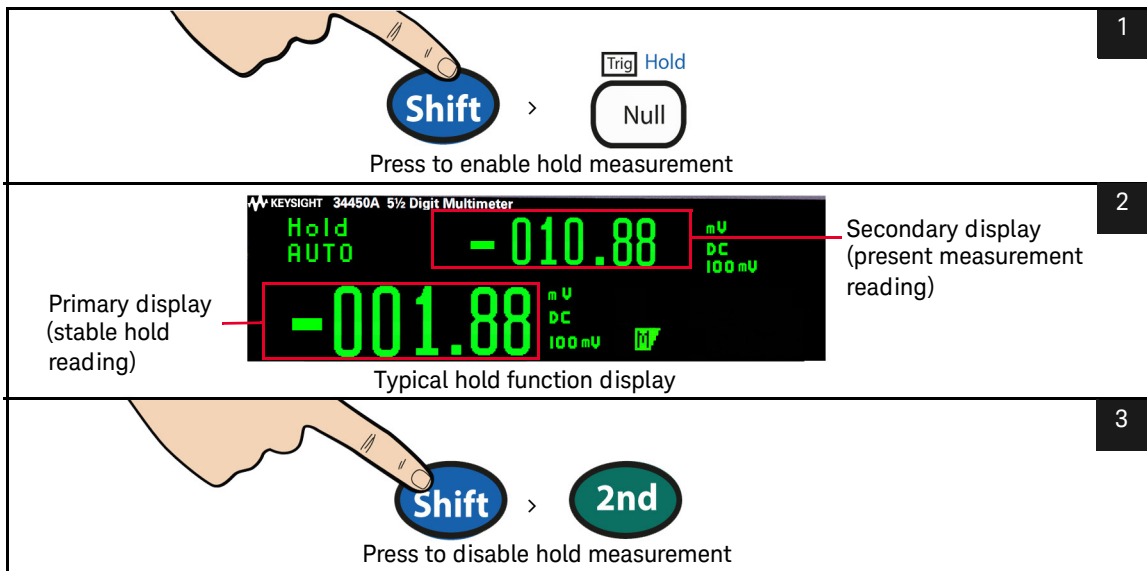 1
Trig Hold
Shift > Null
Press to enable hold measurement
2
KEYSIGHT 34450A 5½ Digit Multimeter
Hold
AUTO
-010.88
mV
DC
100mV
Secondary display
(present measurement
reading)
Primary display
(stable hold
reading)
-001.88
mV
DC
100mV
M
Typical hold function display
3
Shift > 2nd
Press to disable hold measurement